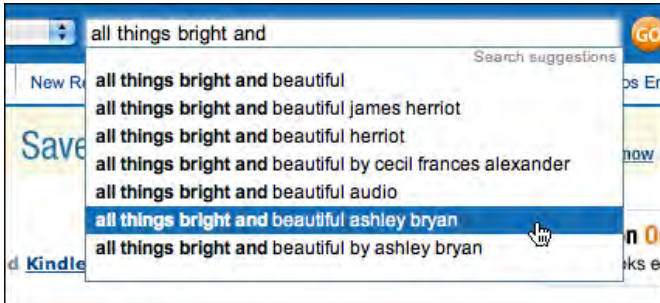 all things bright and
GO
Search suggestions
New Re
all things bright and beautiful
all things bright and beautiful james herriot
all things bright and beautiful herriot
Save
all things bright and beautiful by cecil frances alexander
now
all things bright and beautiful audio
all things bright and beautiful ashley bryan
all things bright and beautiful by ashley bryan
Kindle